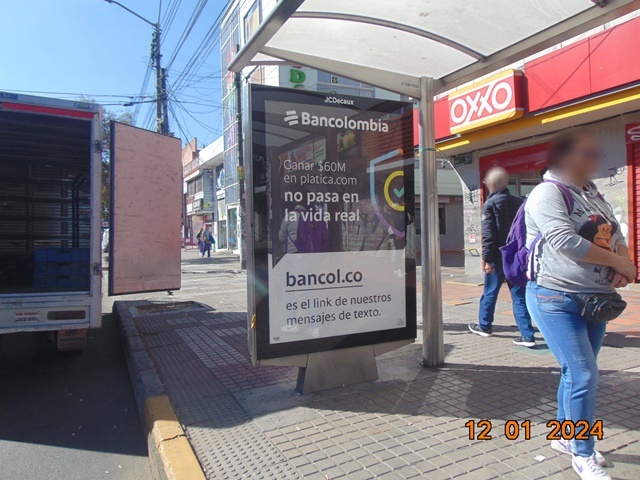 JCDecaux
Bancolombia
Ganar $60M
en platica.com
no pasa en
la vida real
bancol.co
es el link de nuestros
mensajes de texto.
OXXO
12 01 2024